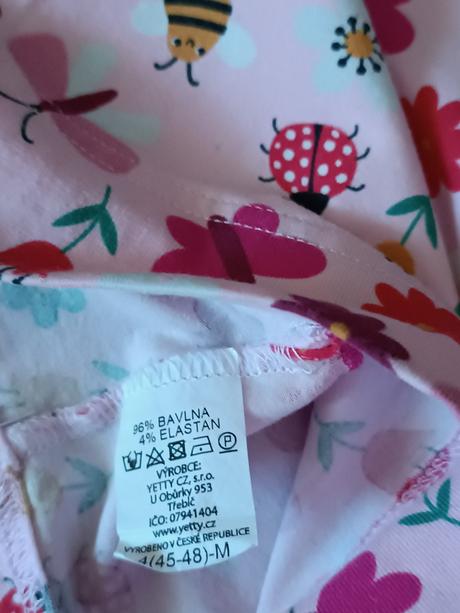 96% BAVLNA
4% ELASTAN
VÝROBCE:
YETTY CZ, s.r.o.
U Obůrky 953
Třebíč
IČO: 07941404
www.yetty.cz
VYROBENO V ČESKÉ REPUBLICE
4(45-48)-M